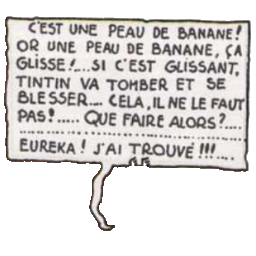 C'EST UNE PEAU DE BANANE!
OR UNE PEAU DE BANANE, ÇA
GLISSE!....SI C'EST GLISSANT,
TINTIN VA TOMBER ET SE
BLESSER.... CELA, IL NE LE FAUT
PAS!..... QUE FAIRE ALORS?....
..............................................
EUREKA! J'AI TROUVÉ!!!....